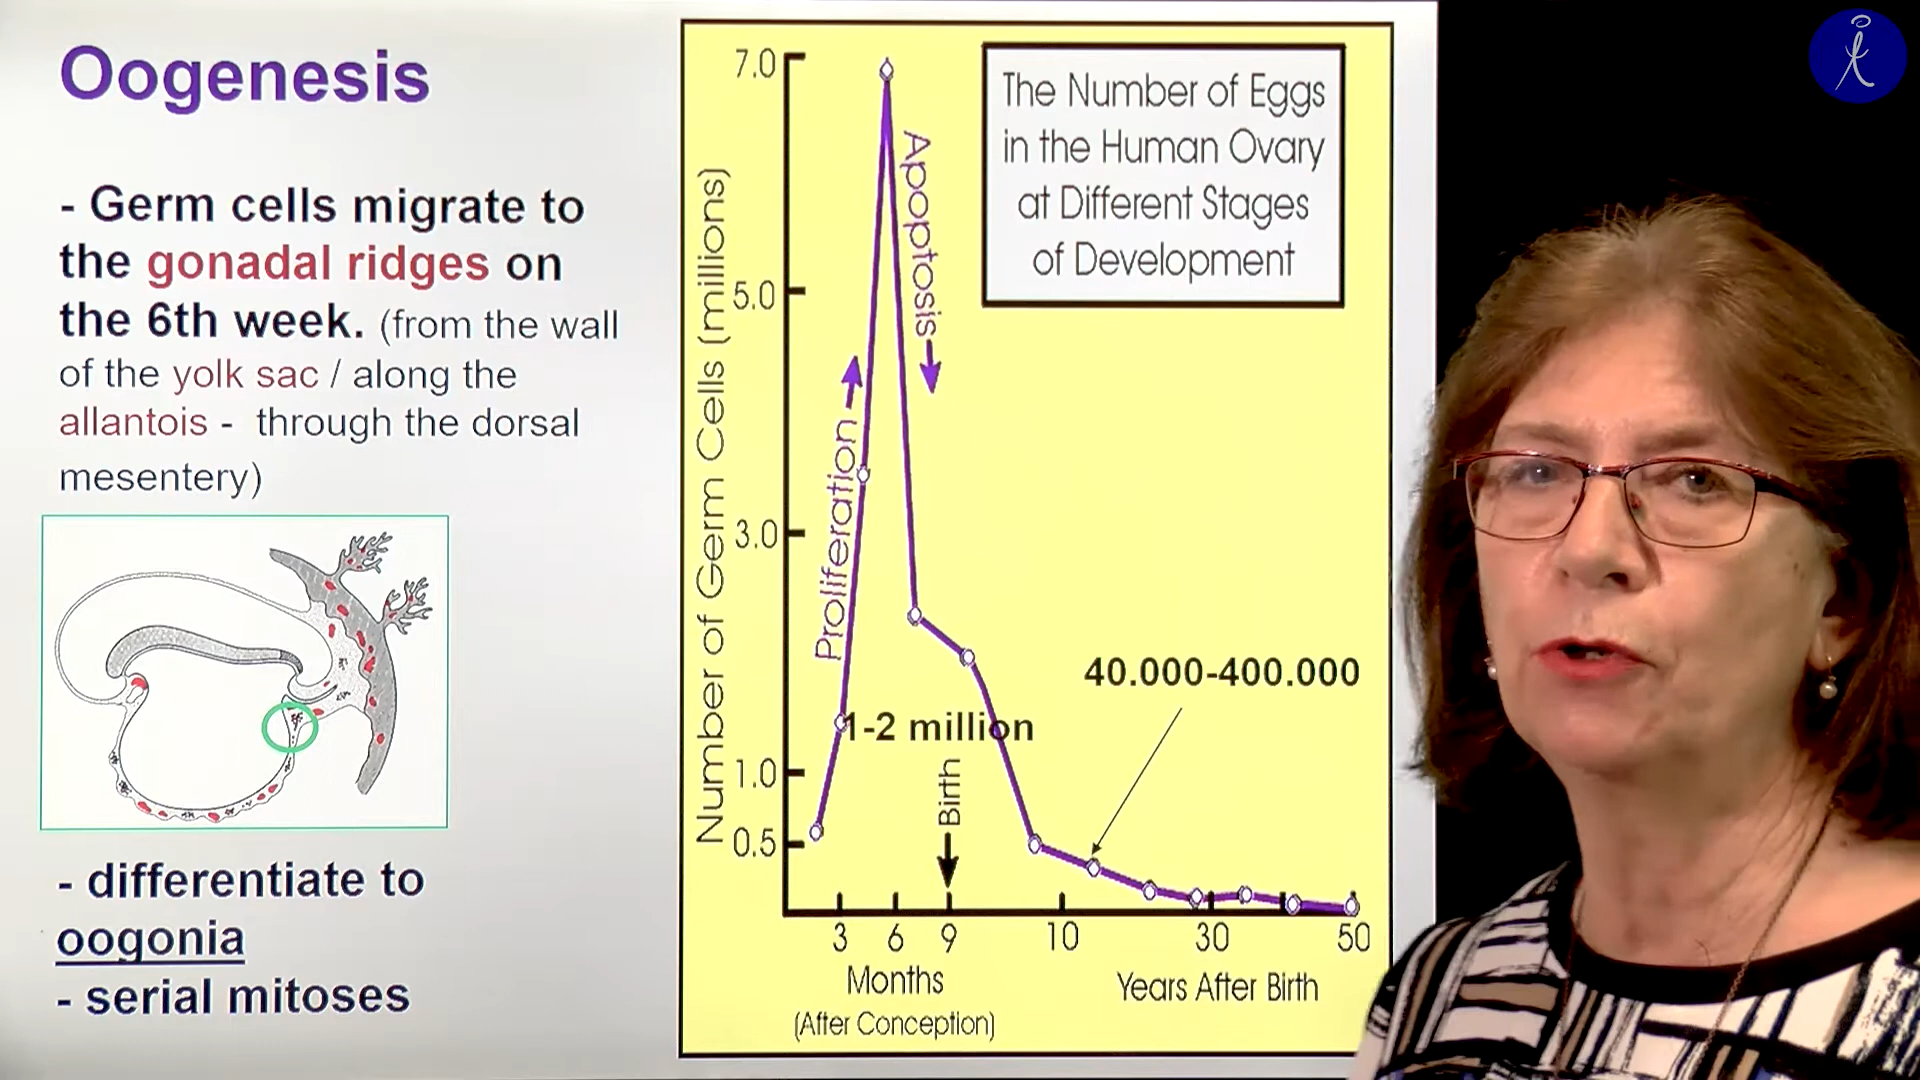 Oogenesis
- Germ cells migrate to
the gonadal ridges on
the 6th week. (from the wall
of the yolk sac / along the
allantois - through the dorsal
mesentery)
- differentiate to
oogonia
- serial mitoses
The Number of Eggs
in the Human Ovary
at Different Stages
of Development
Number of Germ Cells (millions)
7.0
5.0
3.0
1.0
0.5
Proliferation
Apoptosis
1-2 million
Birth
40.000-400.000
3 6 9 10 30 50
Months
(After Conception)
Years After Birth